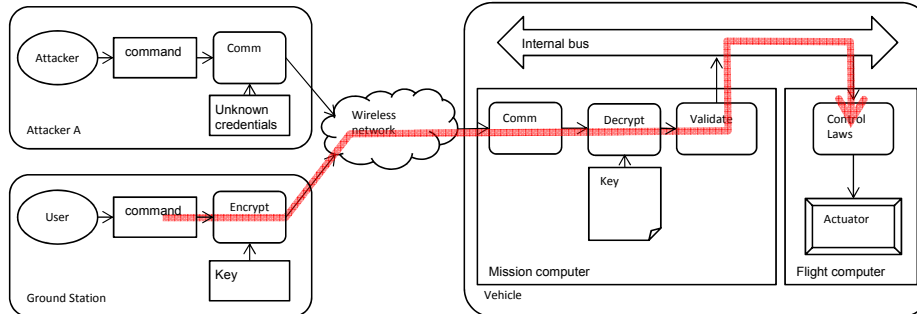 Attacker
command
Comm
Unknown
credentials
Attacker A
User
command
Encrypt
Key
Ground Station
Wireless
network
Internal bus
Comm
Decrypt
Validate
Key
Mission computer
Control
Laws
Actuator
Flight computer
Vehicle